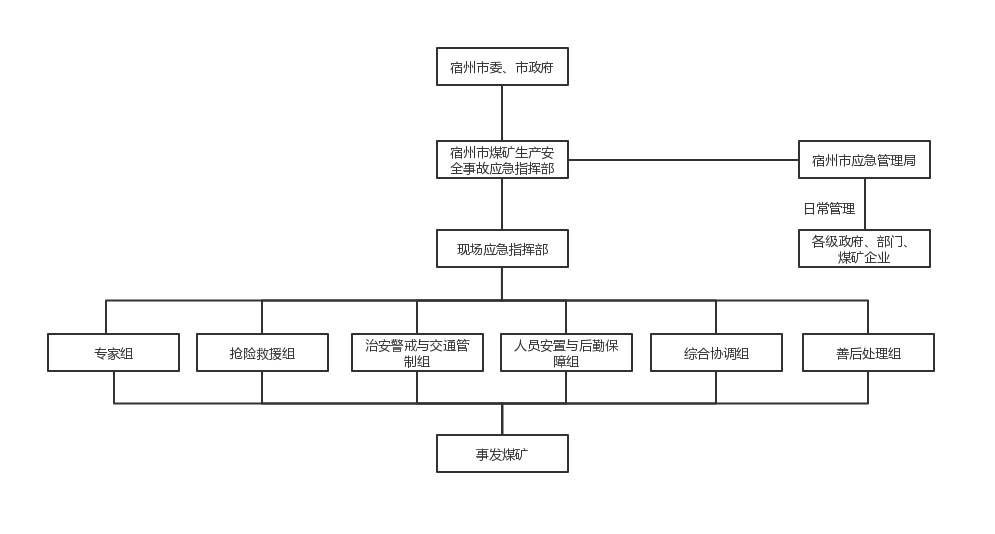 宿州市委、市政府
宿州市煤矿生产安
全事故应急指挥部
宿州市应急管理局
日常管理
现场应急指挥部
各级政府、部门、
煤矿企业
专家组
抢险救援组
治安警戒与交通管
制组
人员安置与后勤保
障组
综合协调组
善后处理组
事发煤矿